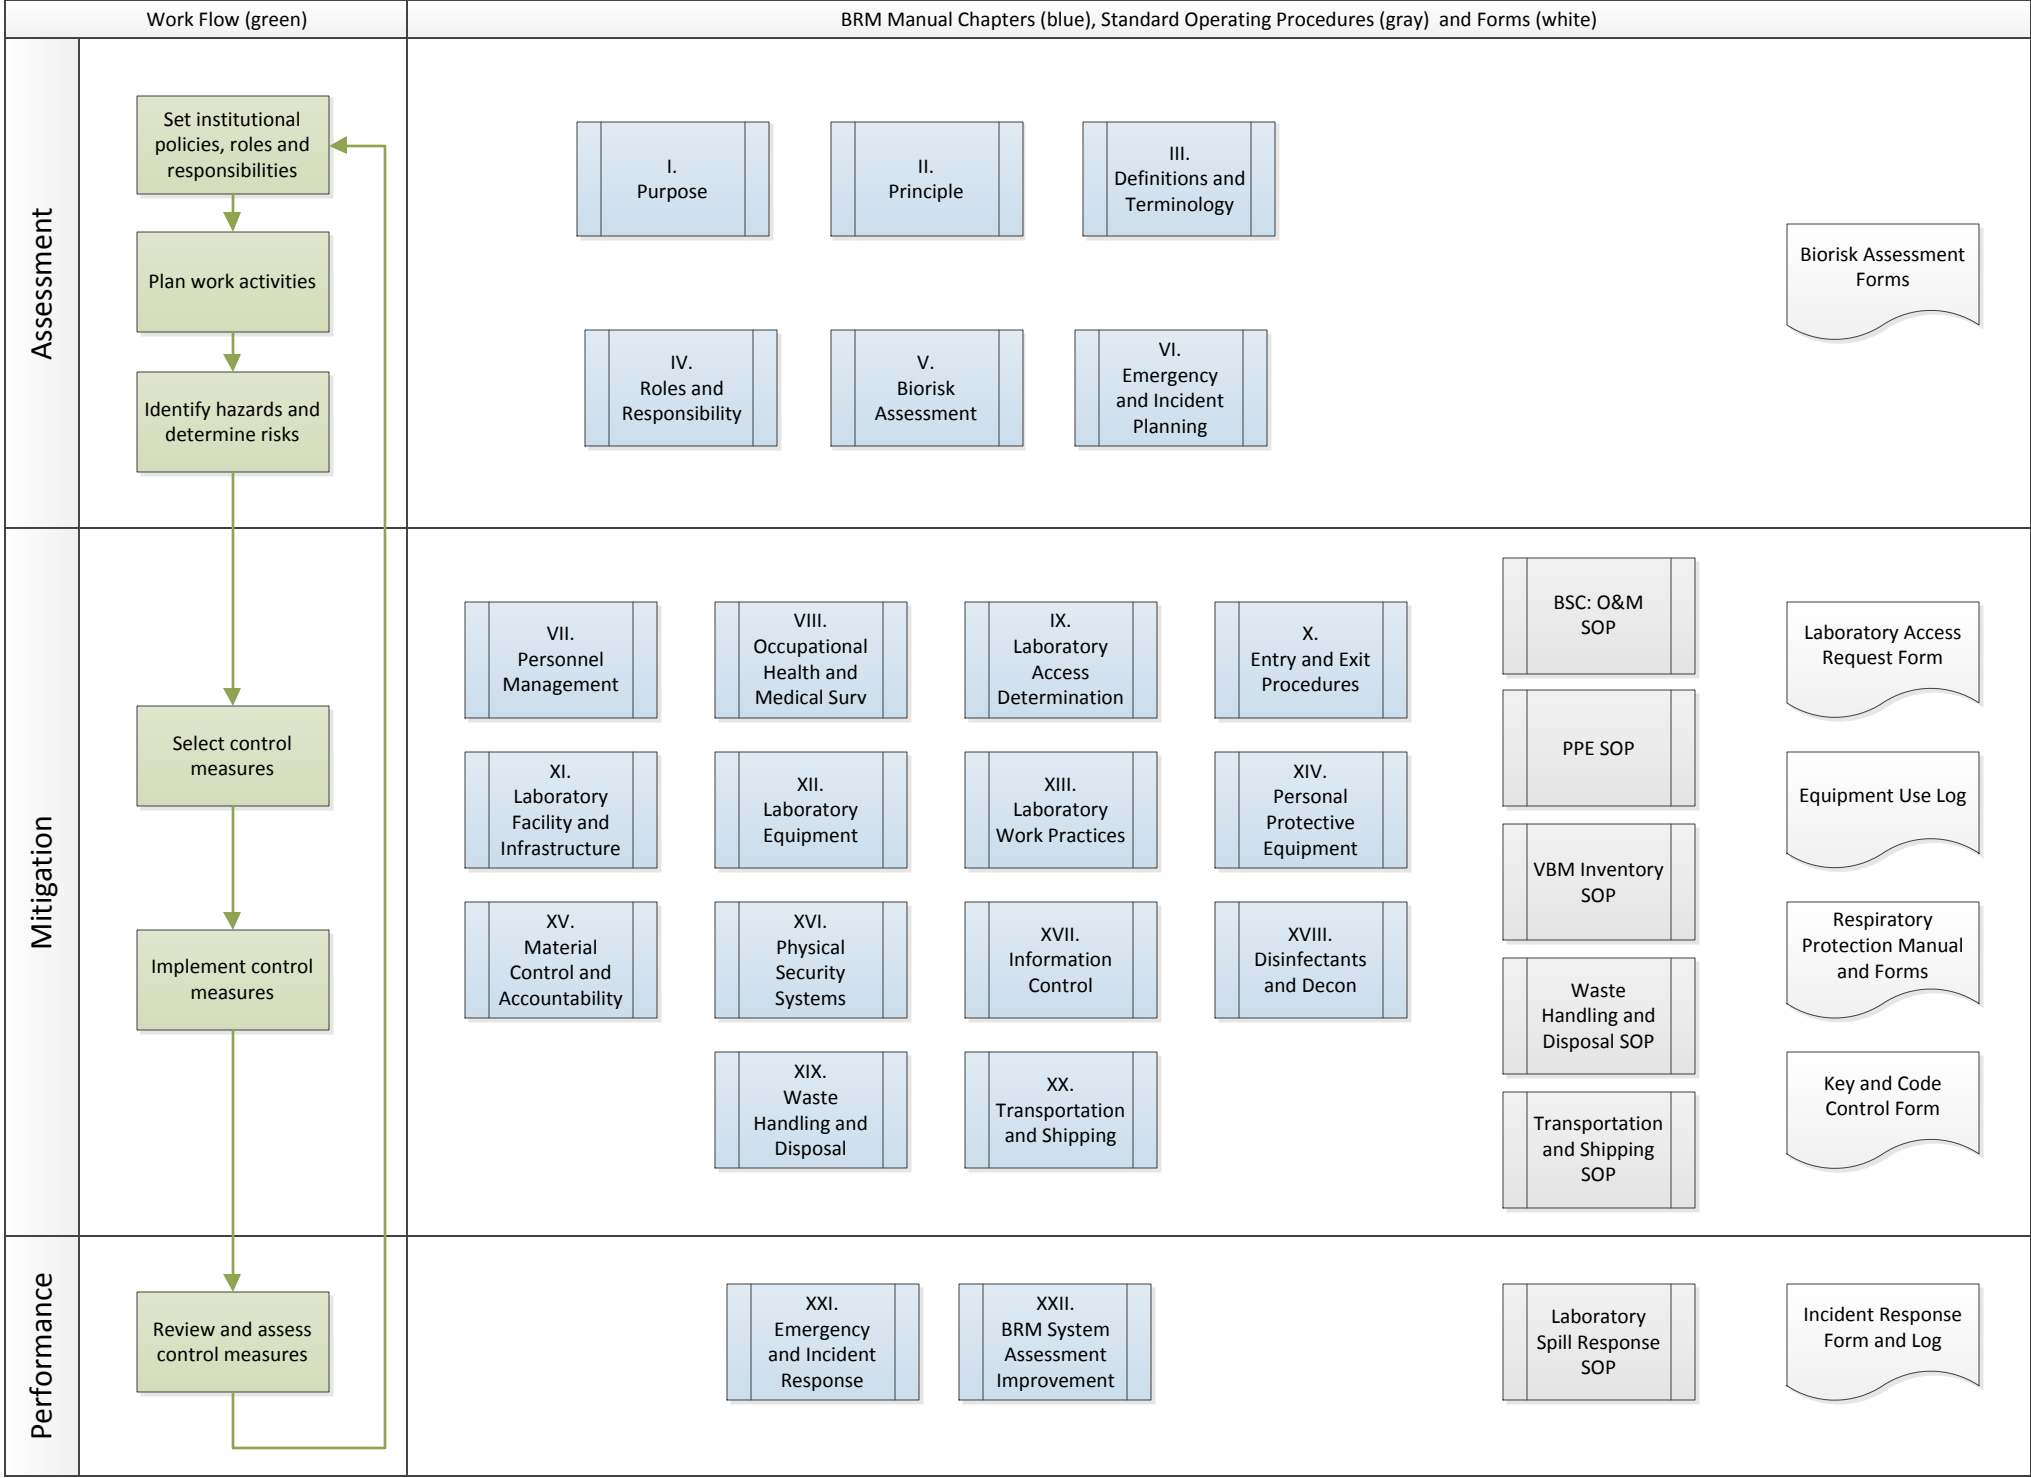 Work Flow (green)
BRM Manual Chapters (blue), Standard Operating Procedures (gray)  and Forms (white)
Assessment
Set institutional
policies, roles and
responsibilities
Plan work activities
Identify hazards and
determine risks
I.
Purpose
II.
Principle
III.
Definitions and
Terminology
IV.
Roles and
Responsibility
V.
Biorisk
Assessment
VI.
Emergency
and Incident
Planning
Biorisk Assessment
Forms
Mitigation
Select control
measures
Implement control
measures
VII.
Personnel
Management
VIII.
Occupational
Health and
Medical Surv
IX.
Laboratory
Access
Determination
X.
Entry and Exit
Procedures
XI.
Laboratory
Facility and
Infrastructure
XII.
Laboratory
Equipment
XIII.
Laboratory
Work Practices
XIV.
Personal
Protective
Equipment
XV.
Material
Control and
Accountability
XVI.
Physical
Security
Systems
XVII.
Information
Control
XVIII.
Disinfectants
and Decon
XIX.
Waste
Handling and
Disposal
XX.
Transportation
and Shipping
BSC: O&M
SOP
PPE SOP
VBM Inventory
SOP
Waste
Handling and
Disposal SOP
Transportation
and Shipping
SOP
Laboratory Access
Request Form
Equipment Use Log
Respiratory
Protection Manual
and Forms
Key and Code
Control Form
Performance
Review and assess
control measures
XXI.
Emergency
and Incident
Response
XXII.
BRM System
Assessment
Improvement
Laboratory
Spill Response
SOP
Incident Response
Form and Log